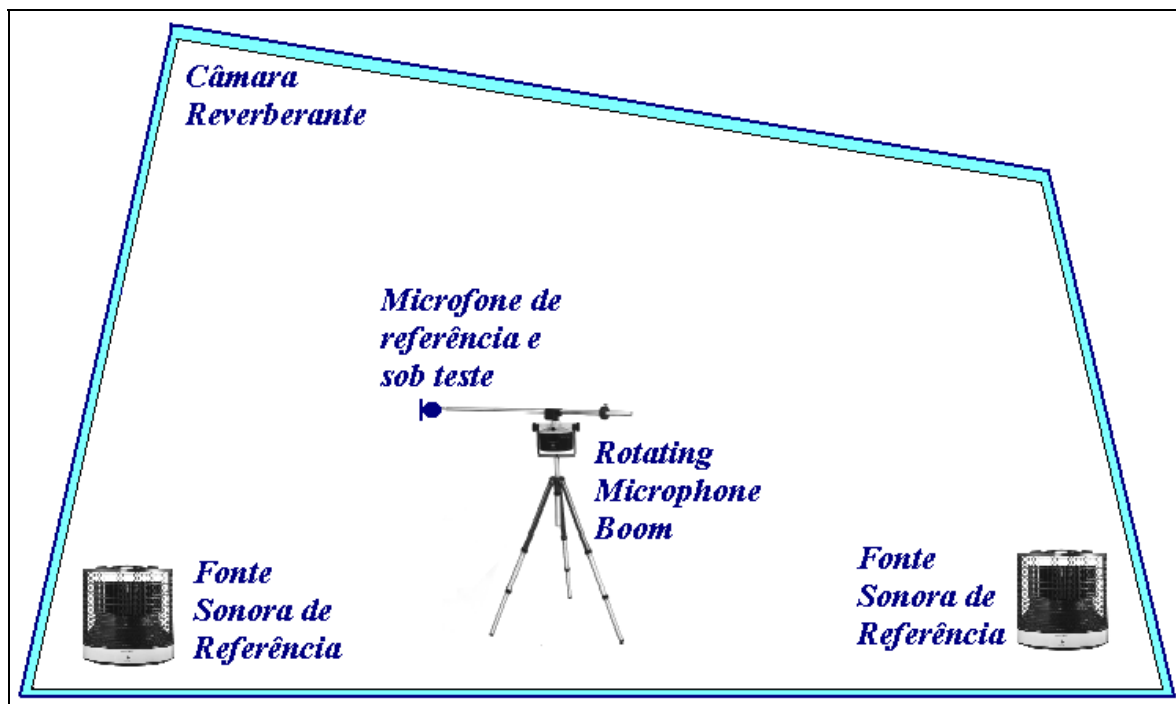 Câmara
Reverberante
Microfone de
referência e
sob teste
Rotating
Microphone
Boom
Fonte
Sonora de
Referência
Fonte
Sonora de
Referência